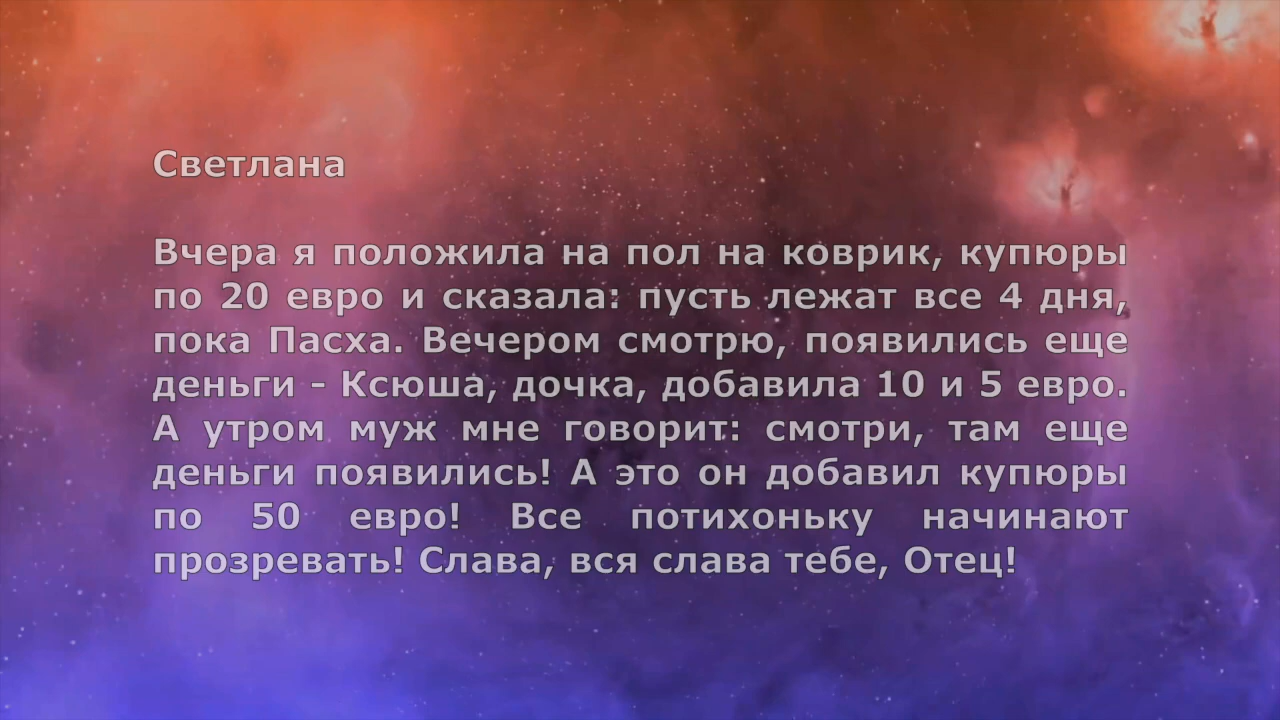 Светлана
Вчера я положила на пол на коврик, купюры
по 20 евро и сказала: пусть лежат все 4 дня,
пока Пасха. Вечером смотрю, появились еще
деньги - Ксюша, дочка, добавила 10 и 5 евро.
А утром муж мне говорит: смотри, там еще
деньги появились! А это он добавил купюры
по 50 евро! Все потихоньку начинают
прозревать! Слава, вся слава тебе, Отец!